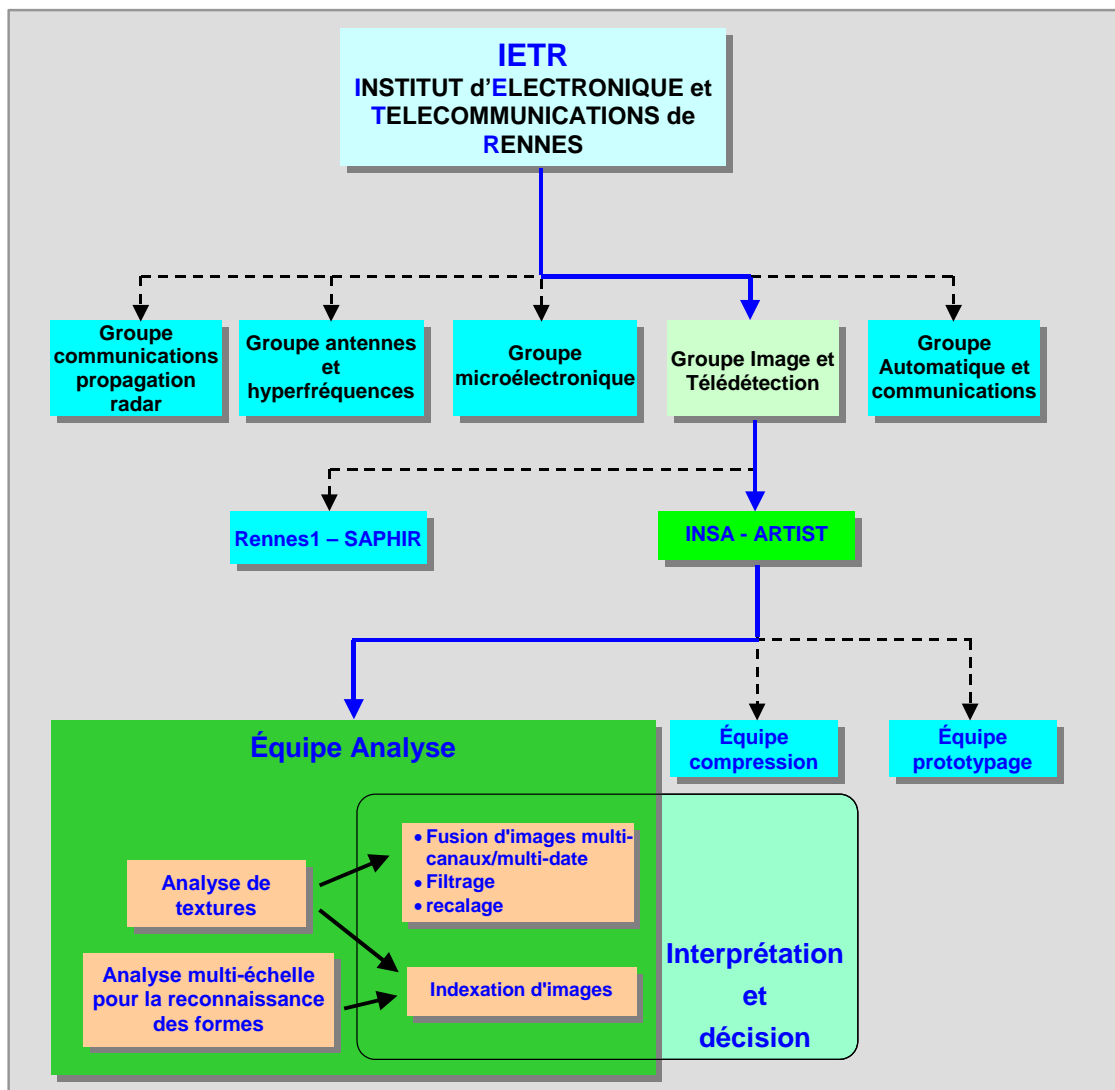 IETR
INSTITUT d'ELECTRONIQUE et
TELECOMMUNICATIONS de
RENNES
Groupe
communications
propagation
radar
Groupe antennes
et
hyperfréquences
Groupe
microélectronique
Groupe Image et
Télédétection
Groupe
Automatique et
communications
Rennes1 – SAPHIR
INSA - ARTIST
Équipe Analyse
Équipe
compression
Équipe
prototypage
• Fusion d'images multi-
canaux/multi-date
• Filtrage
• recalage
Analyse de
textures
Analyse multi-échelle
pour la reconnaissance
des formes
Indexation d'images
Interprétation
et
décision